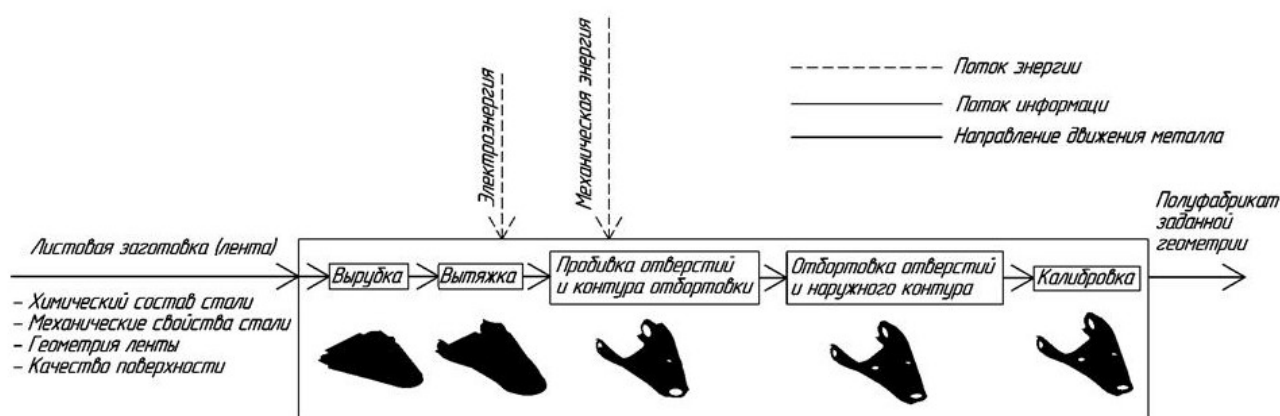 Электроэнергия
Механическая энергия
Поток энергии
Поток информаци
Направление движения металла
Листовая заготовка (лента)
– Химический состав стали
– Механические свойства стали
– Геометрия ленты
– Качество поверхности
Вырубка
Вытяжка
Пробивка отверстий
и контура отбортовки
Отбортовка отверстий
и наружного контура
Калибровка
Полуфабрикат
заданной
геометрии